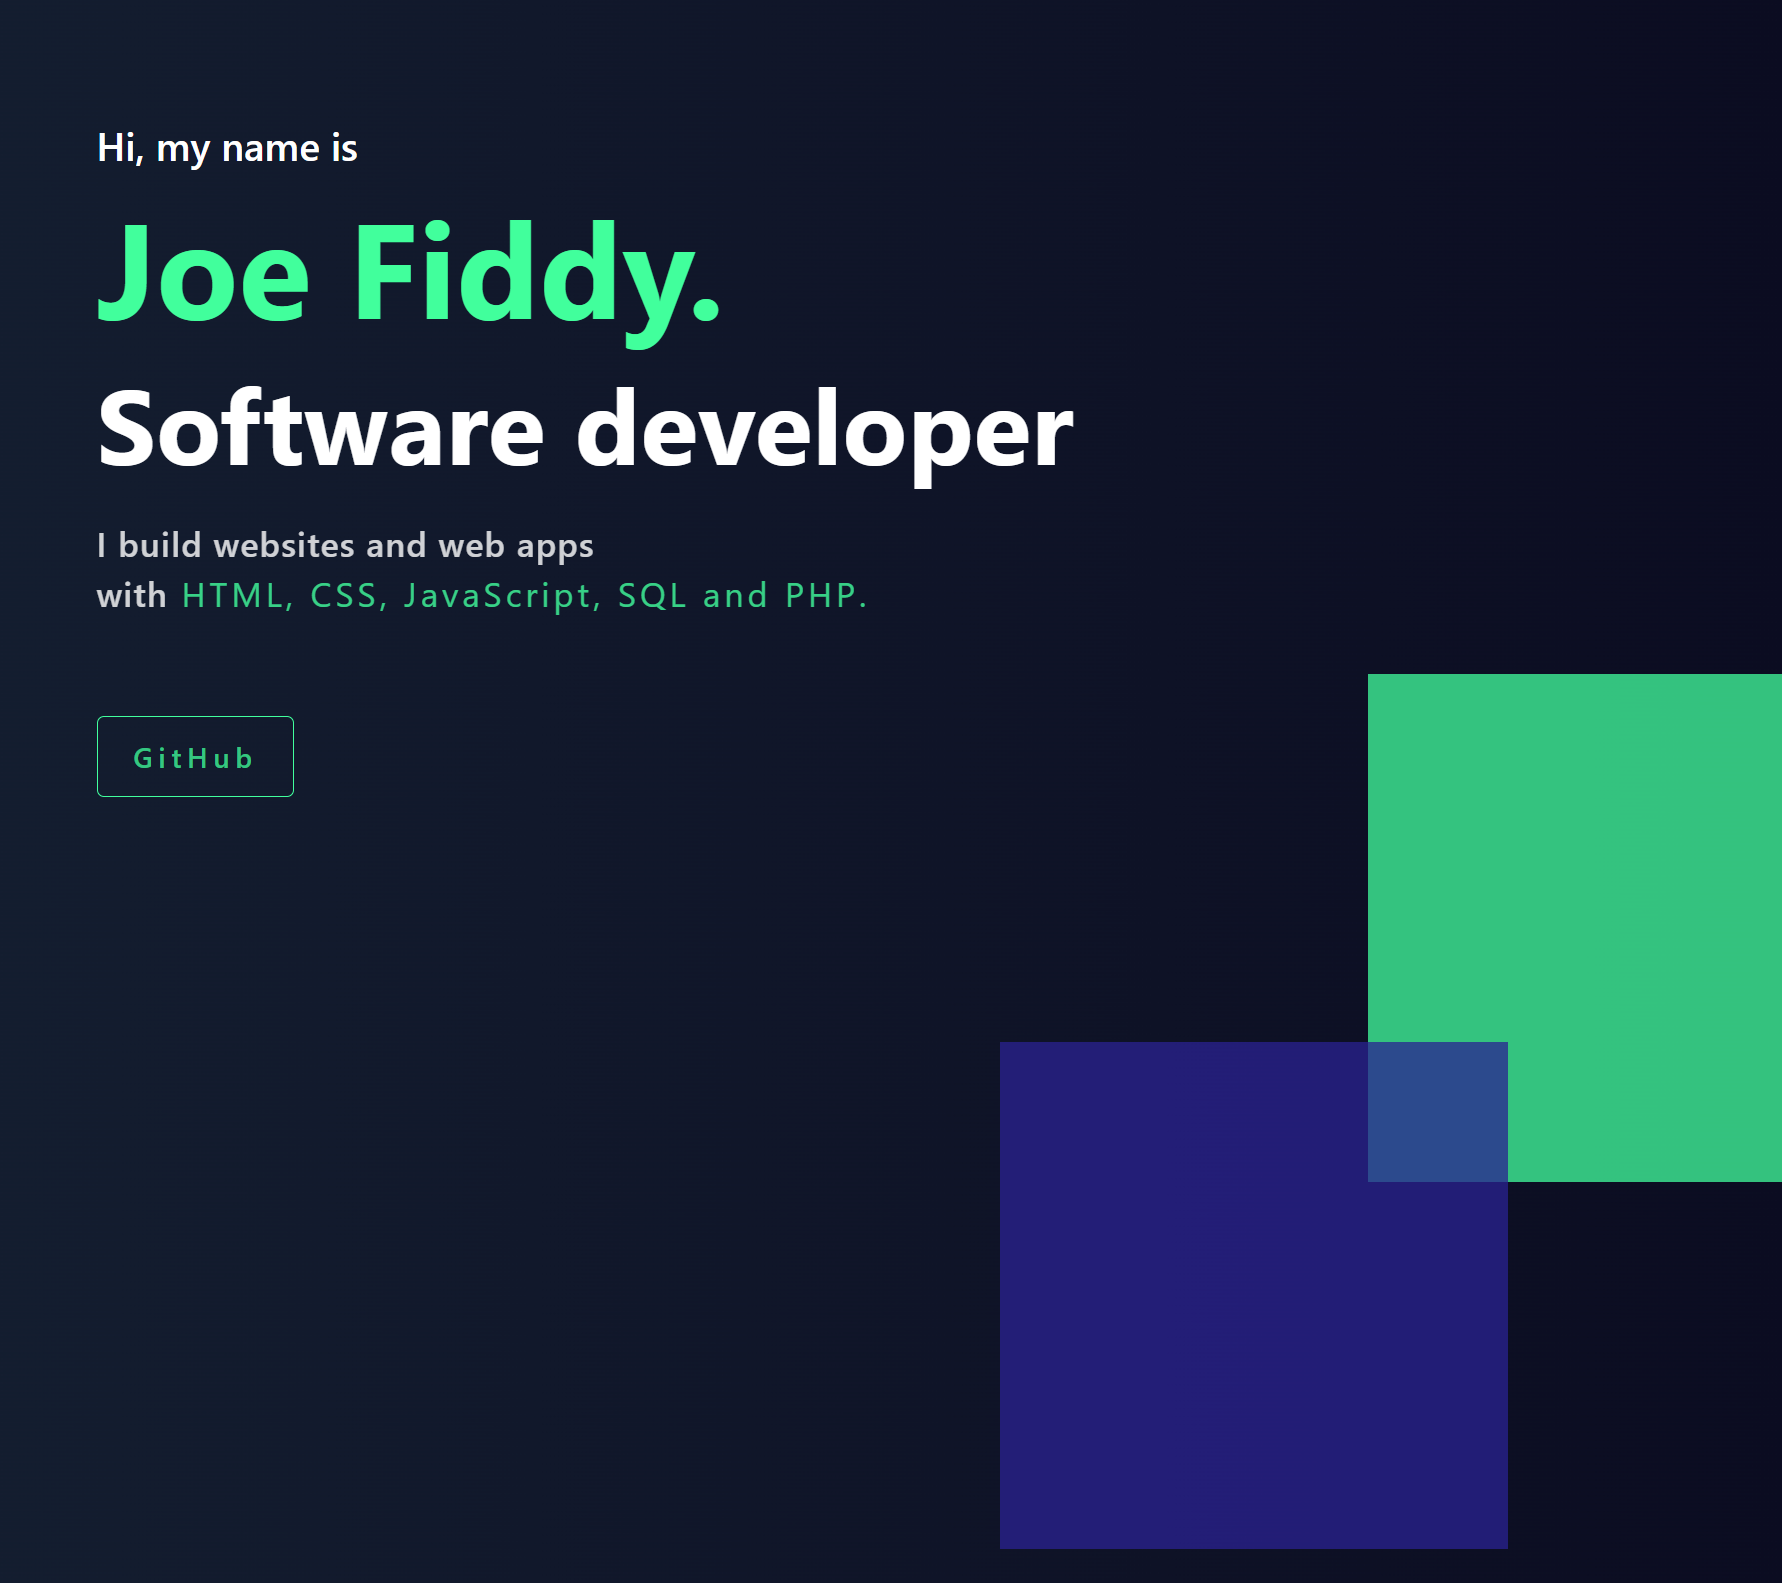 Hi, my name is
Joe Fiddy.
Software developer
I build websites and web apps
with HTML, CSS, JavaScript, SQL and PHP.
GitHub